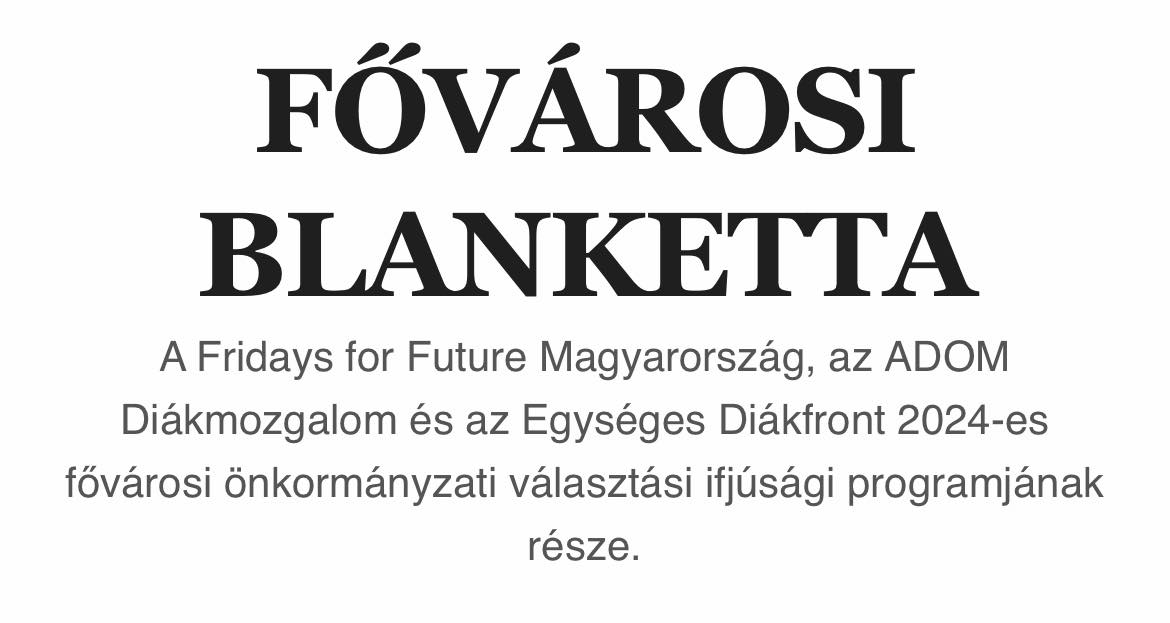 FŐVÁROSI
BLANKETTA
A Fridays for Future Magyarország, az ADOM
Diákmozgalom és az Egységes Diákfront 2024-es
fővárosi önkormányzati választási ifjúsági programjának
része.